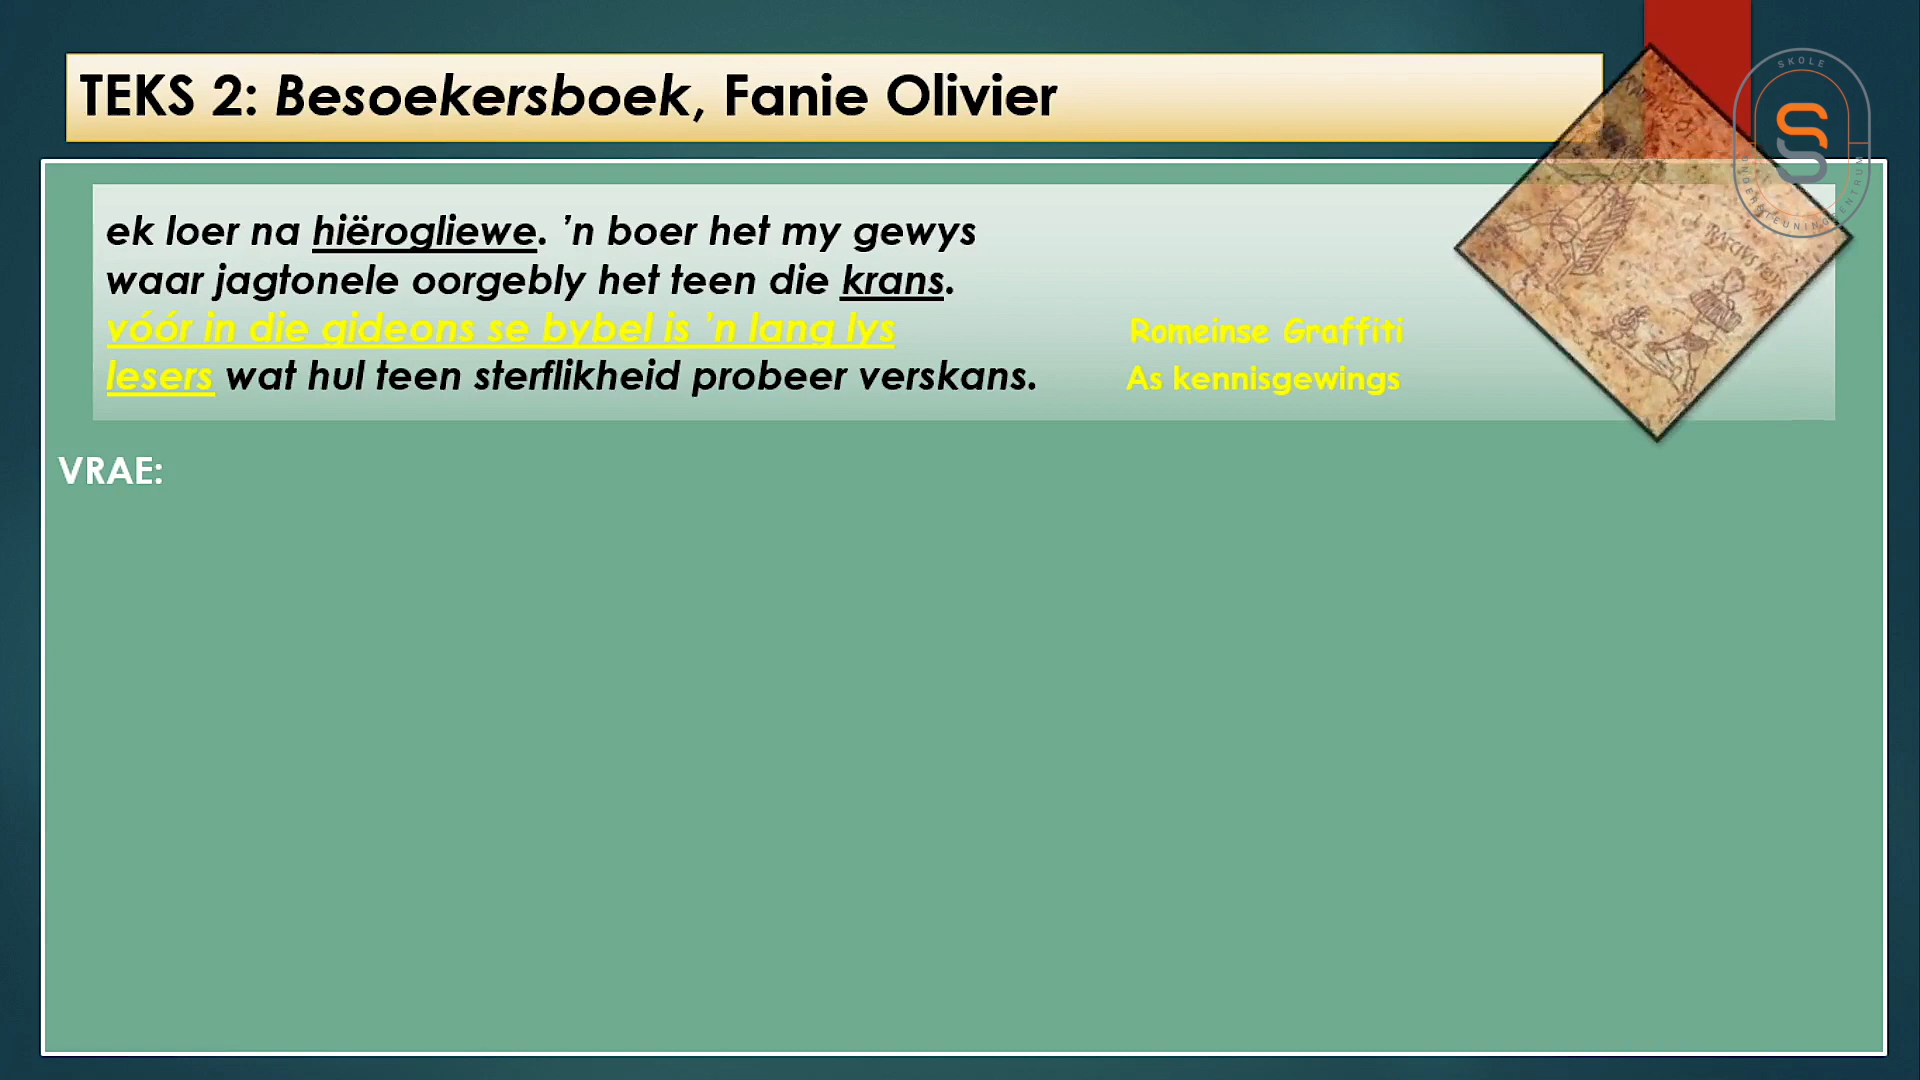 TEKS 2: Besoekersboek, Fanie Olivier
ek loer na hiërogliewe. ’n boer het my gewys
waar jagtonele oorgebly het teen die krans.
vóór in die gideons se bybel is ’n lang lys
lesers wat hul teen sterflikheid probeer verskans.
Romeinse Graffiti
As kennisgewings
VRAE:
SKOLE
ONDERSTEUNINGSENTRUM